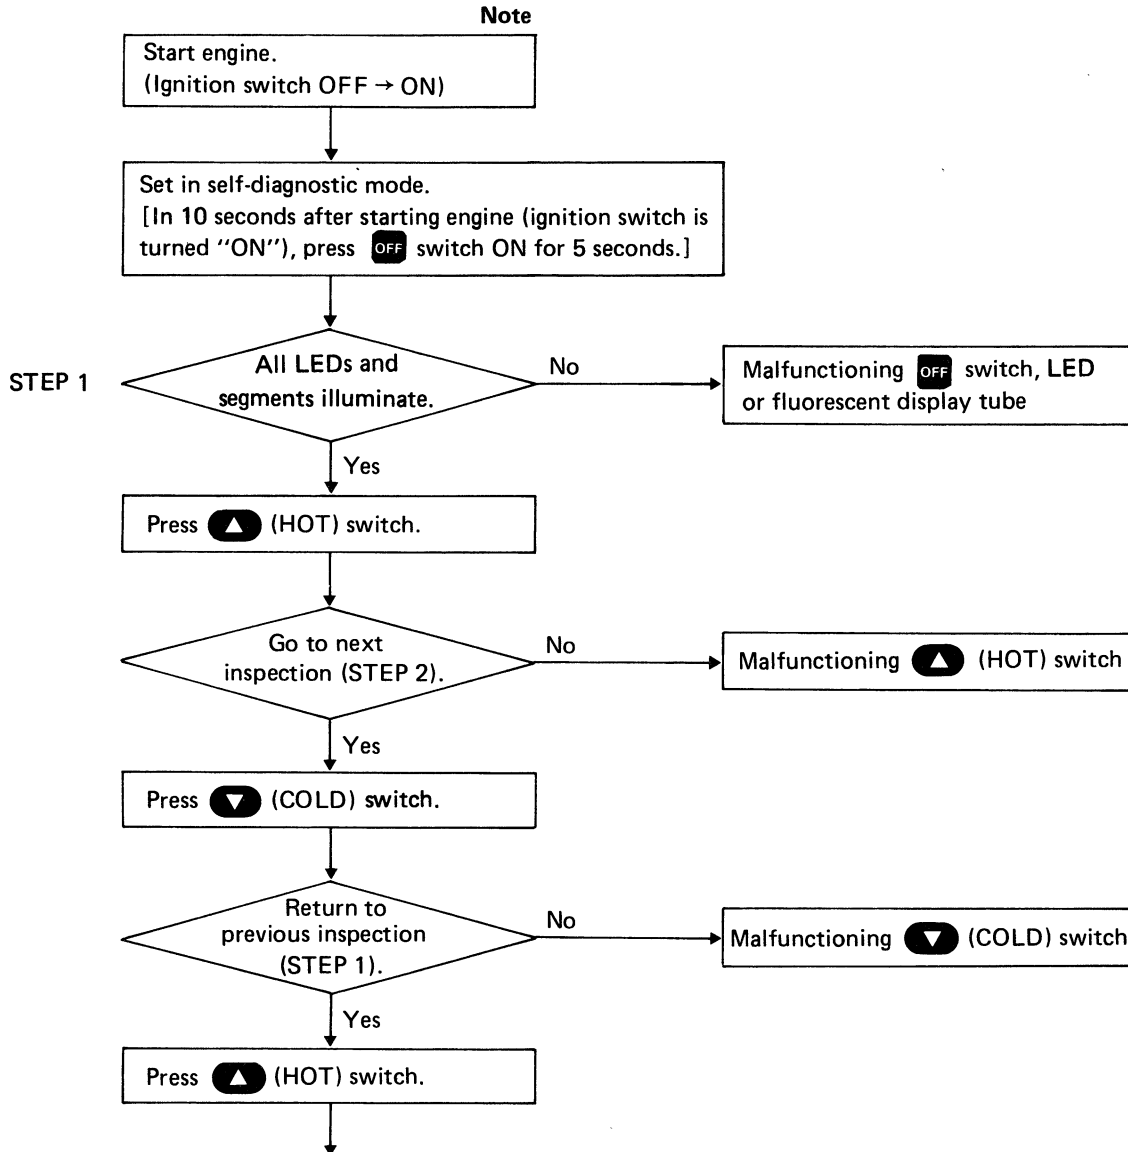 Note
Start engine.
(Ignition switch OFF → ON)
Set in self-diagnostic mode.
[In 10 seconds after starting engine (ignition switch is
turned "ON"), press OFF switch ON for 5 seconds.]
STEP 1
All LEDs and
segments illuminate.
No
Malfunctioning OFF switch, LED
or fluorescent display tube
Yes
Press ▲ (HOT) switch.
Go to next
inspection (STEP 2).
No
Malfunctioning ▲ (HOT) switch
Yes
Press ▼ (COLD) switch.
Return to
previous inspection
(STEP 1).
No
Malfunctioning ▼ (COLD) switch
Yes
Press ▲ (HOT) switch.